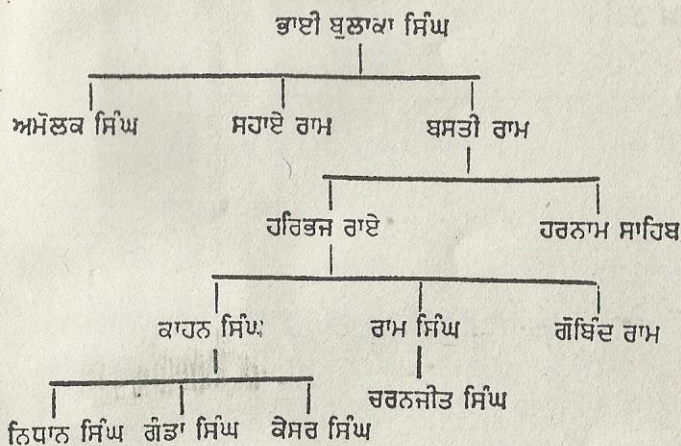 ਭਾਈ ਬੁਲਾਕਾ ਸਿੰਘ
ਅਮੋਲਕ ਸਿੰਘ ਸਹਾਏ ਰਾਮ ਬਸਤੀ ਰਾਮ
ਹਰਿਭਜ ਰਾਏ ਹਰਨਾਮ ਸਾਹਿਬ
ਕਾਹਨ ਸਿੰਘ ਰਾਮ ਸਿੰਘ ਗੋਬਿੰਦ ਰਾਮ
ਚਰਨਜੀਤ ਸਿੰਘ
ਨਿਧਾਨ ਸਿੰਘ ਗੰਡਾ ਸਿੰਘ ਕੇਸਰ ਸਿੰਘ